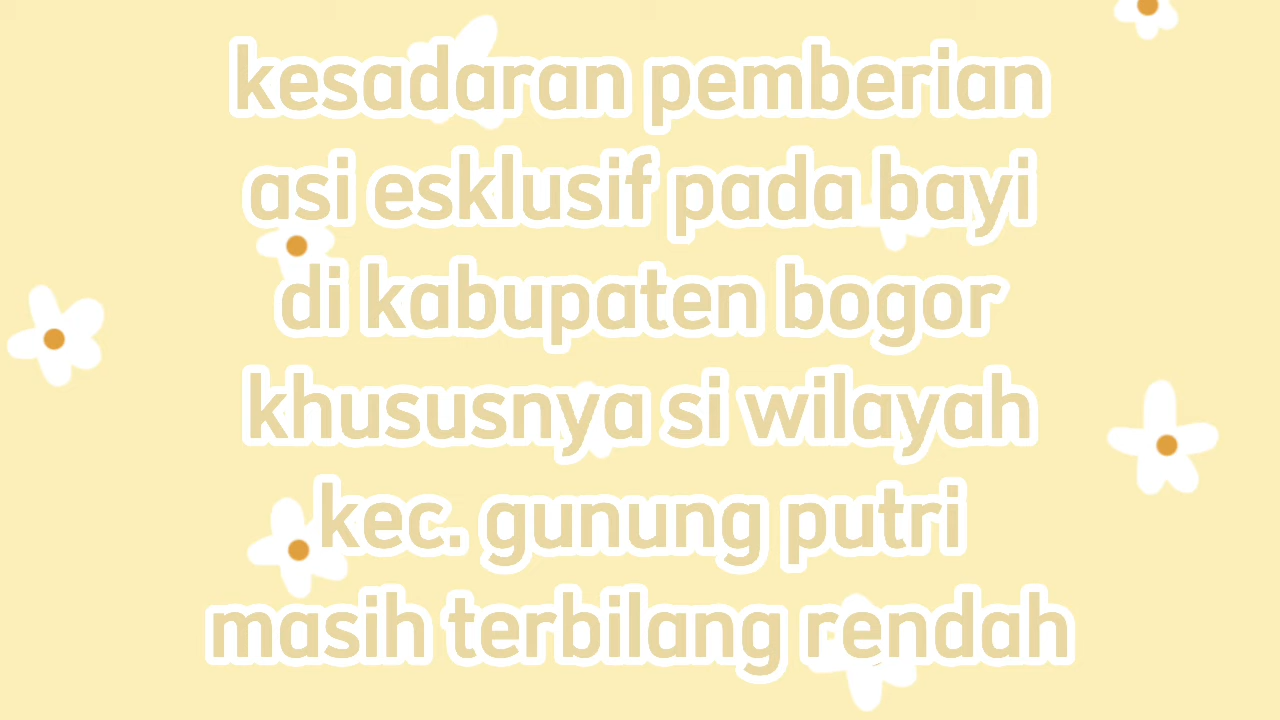 kesadaran pemberian
asi esklusif pada bayi
di kabupaten bogor
khususnya si wilayah
kec. gunung putri
masih terbilang rendah